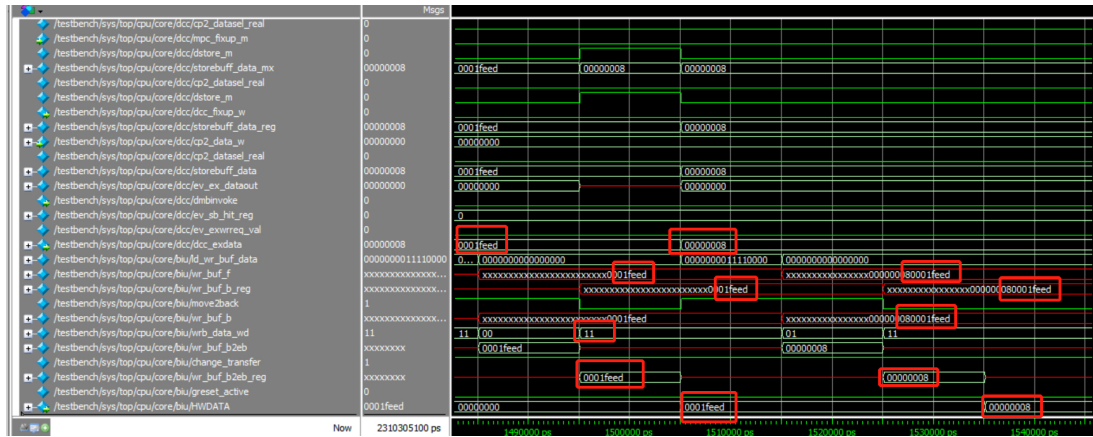 Msgs
/testbench/sys/top/cpu/core/dcc/cp2_datasel_real 0
/testbench/sys/top/cpu/core/dcc/mpc_fixup_m 0
/testbench/sys/top/cpu/core/dcc/dstore_m 0
/testbench/sys/top/cpu/core/dcc/storebuff_data_mx 00000008 0001feed 00000008 00000008
/testbench/sys/top/cpu/core/dcc/cp2_datasel_real 0
/testbench/sys/top/cpu/core/dcc/dstore_m 0
/testbench/sys/top/cpu/core/dcc/dcc_fixup_w 0
/testbench/sys/top/cpu/core/dcc/storebuff_data_reg 00000008 0001feed 00000008
/testbench/sys/top/cpu/core/dcc/cp2_data_w 00000000 00000000
/testbench/sys/top/cpu/core/dcc/cp2_data_sel_real 0
/testbench/sys/top/cpu/core/dcc/storebuff_data 00000008 0001feed 00000008
/testbench/sys/top/cpu/core/dcc/ev_ex_dataout 00000000 00000000 00000000
/testbench/sys/top/cpu/core/dcc/dmbinvoke 0
/testbench/sys/top/cpu/core/dcc/ev_sb_hit_reg 0 0
/testbench/sys/top/cpu/core/dcc/ev_exwrreq_val 0
/testbench/sys/top/cpu/core/dcc/dcc_exdata 00000008 0001feed 00000008
/testbench/sys/top/cpu/core/biu/ld_wr_buf_data 0000000011110000 0... 0000000000000000 0000000011110000 0000000000000000
/testbench/sys/top/cpu/core/biu/wr_buf_f xxxxxxxxxxxxxx... xxxxxxxxxxxxxxxxxxxxxxxx0001feed xxxxxxxxxxxxxxxx000000080001feed
/testbench/sys/top/cpu/core/biu/wr_buf_b_reg xxxxxxxxxxxxxx... xxxxxxxxxxxxxxxxxxxxxxxx0001feed xxxxxxxxxxxxxxxx000000080001feed
/testbench/sys/top/cpu/core/biu/move2back 1
/testbench/sys/top/cpu/core/biu/wr_buf_b xxxxxxxxxxxxxx... xxxxxxxxxxxxxxxxxxxxxxxx0001feed xxxxxxxxxxxxxxxx000000080001feed
/testbench/sys/top/cpu/core/biu/wrb_data_wd 11 11 00 11 01 11
/testbench/sys/top/cpu/core/biu/wr_buf_b2eb xxxxxxxx 0001feed 00000008
/testbench/sys/top/cpu/core/biu/change_transfer 1
/testbench/sys/top/cpu/core/biu/wr_buf_b2eb_reg xxxxxxxx 0001feed 00000008
/testbench/sys/top/cpu/core/biu/greset_active 0
/testbench/sys/top/cpu/core/biu/HWDATA 0001feed 00000000 0001feed 00000008
Now 2310305100 ps 1490000 ps 1500000 ps 1510000 ps 1520000 ps 1530000 ps 1540000 ps